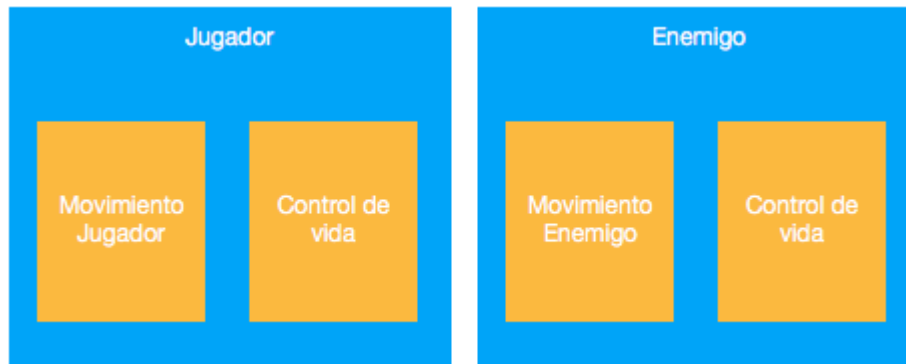 Jugador
Movimiento
Jugador
Control de
vida
Enemigo
Movimiento
Enemigo
Control de
vida